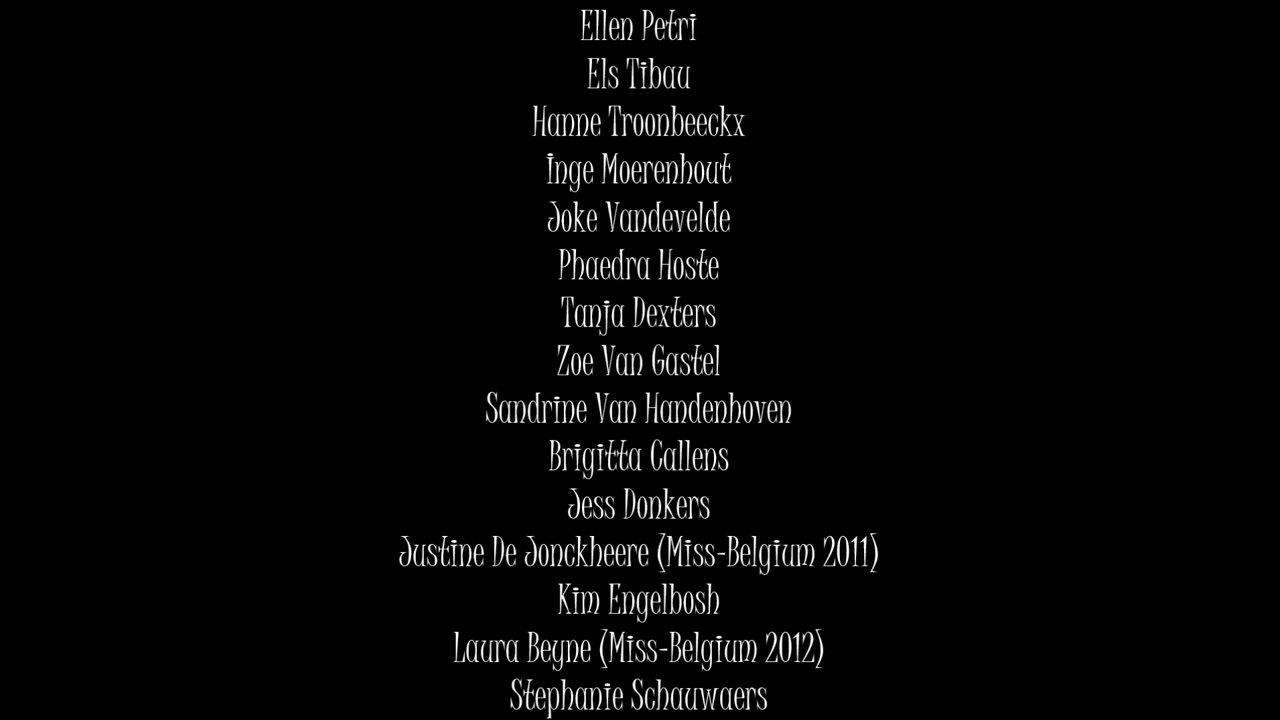 Ellen Petri
Els Tibau
Hanne Troonbeeckx
Inge Moerenhout
Joke Vandevelde
Phaedra Hoste
Tanja Dexters
Zoe Van Gastel
Sandrine Van Handenhoven
Brigitta Callens
Jess Donkers
Justine De Jonckheere (Miss-Belgium 2011)
Kim Engelbosh
Laura Beyne (Miss-Belgium 2012)
Stephanie Schauwaers